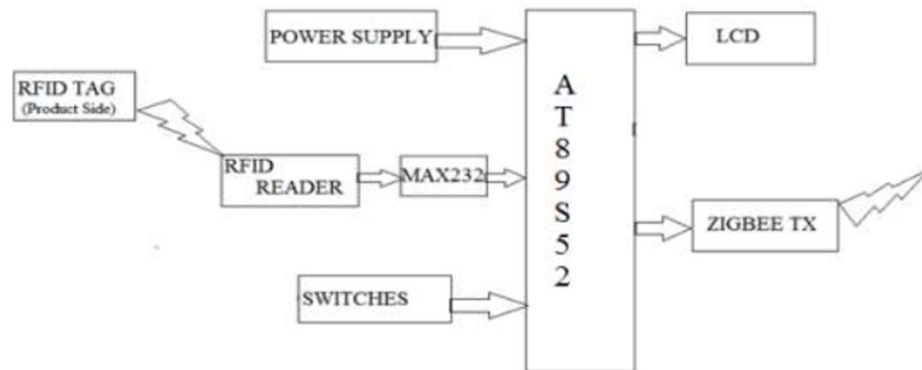 POWER SUPPLY
LCD
RFID TAG
(Product Side)
A
T
8
9
S
5
2
RFID
READER
MAX232
ZIGBEE TX
SWITCHES